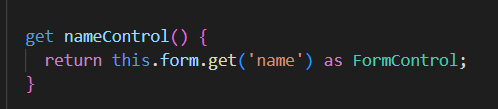 get nameControl() {
  return this.form.get('name') as FormControl;
}